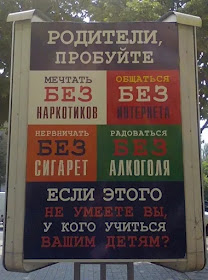 РОДИТЕЛИ,
ПРОБУЙТЕ
МЕЧТАТЬ
БЕЗ
НАРКОТИКОВ
ОБЩАТЬСЯ
БЕЗ
ИНТЕРНЕТА
НЕРВНИЧАТЬ
БЕЗ
СИГАРЕТ
РАДОВАТЬСЯ
БЕЗ
АЛКОГОЛЯ
ЕСЛИ ЭТОГО
НЕ УМЕЕТЕ ВЫ,
У КОГО УЧИТЬСЯ
ВАШИМ ДЕТЯМ?